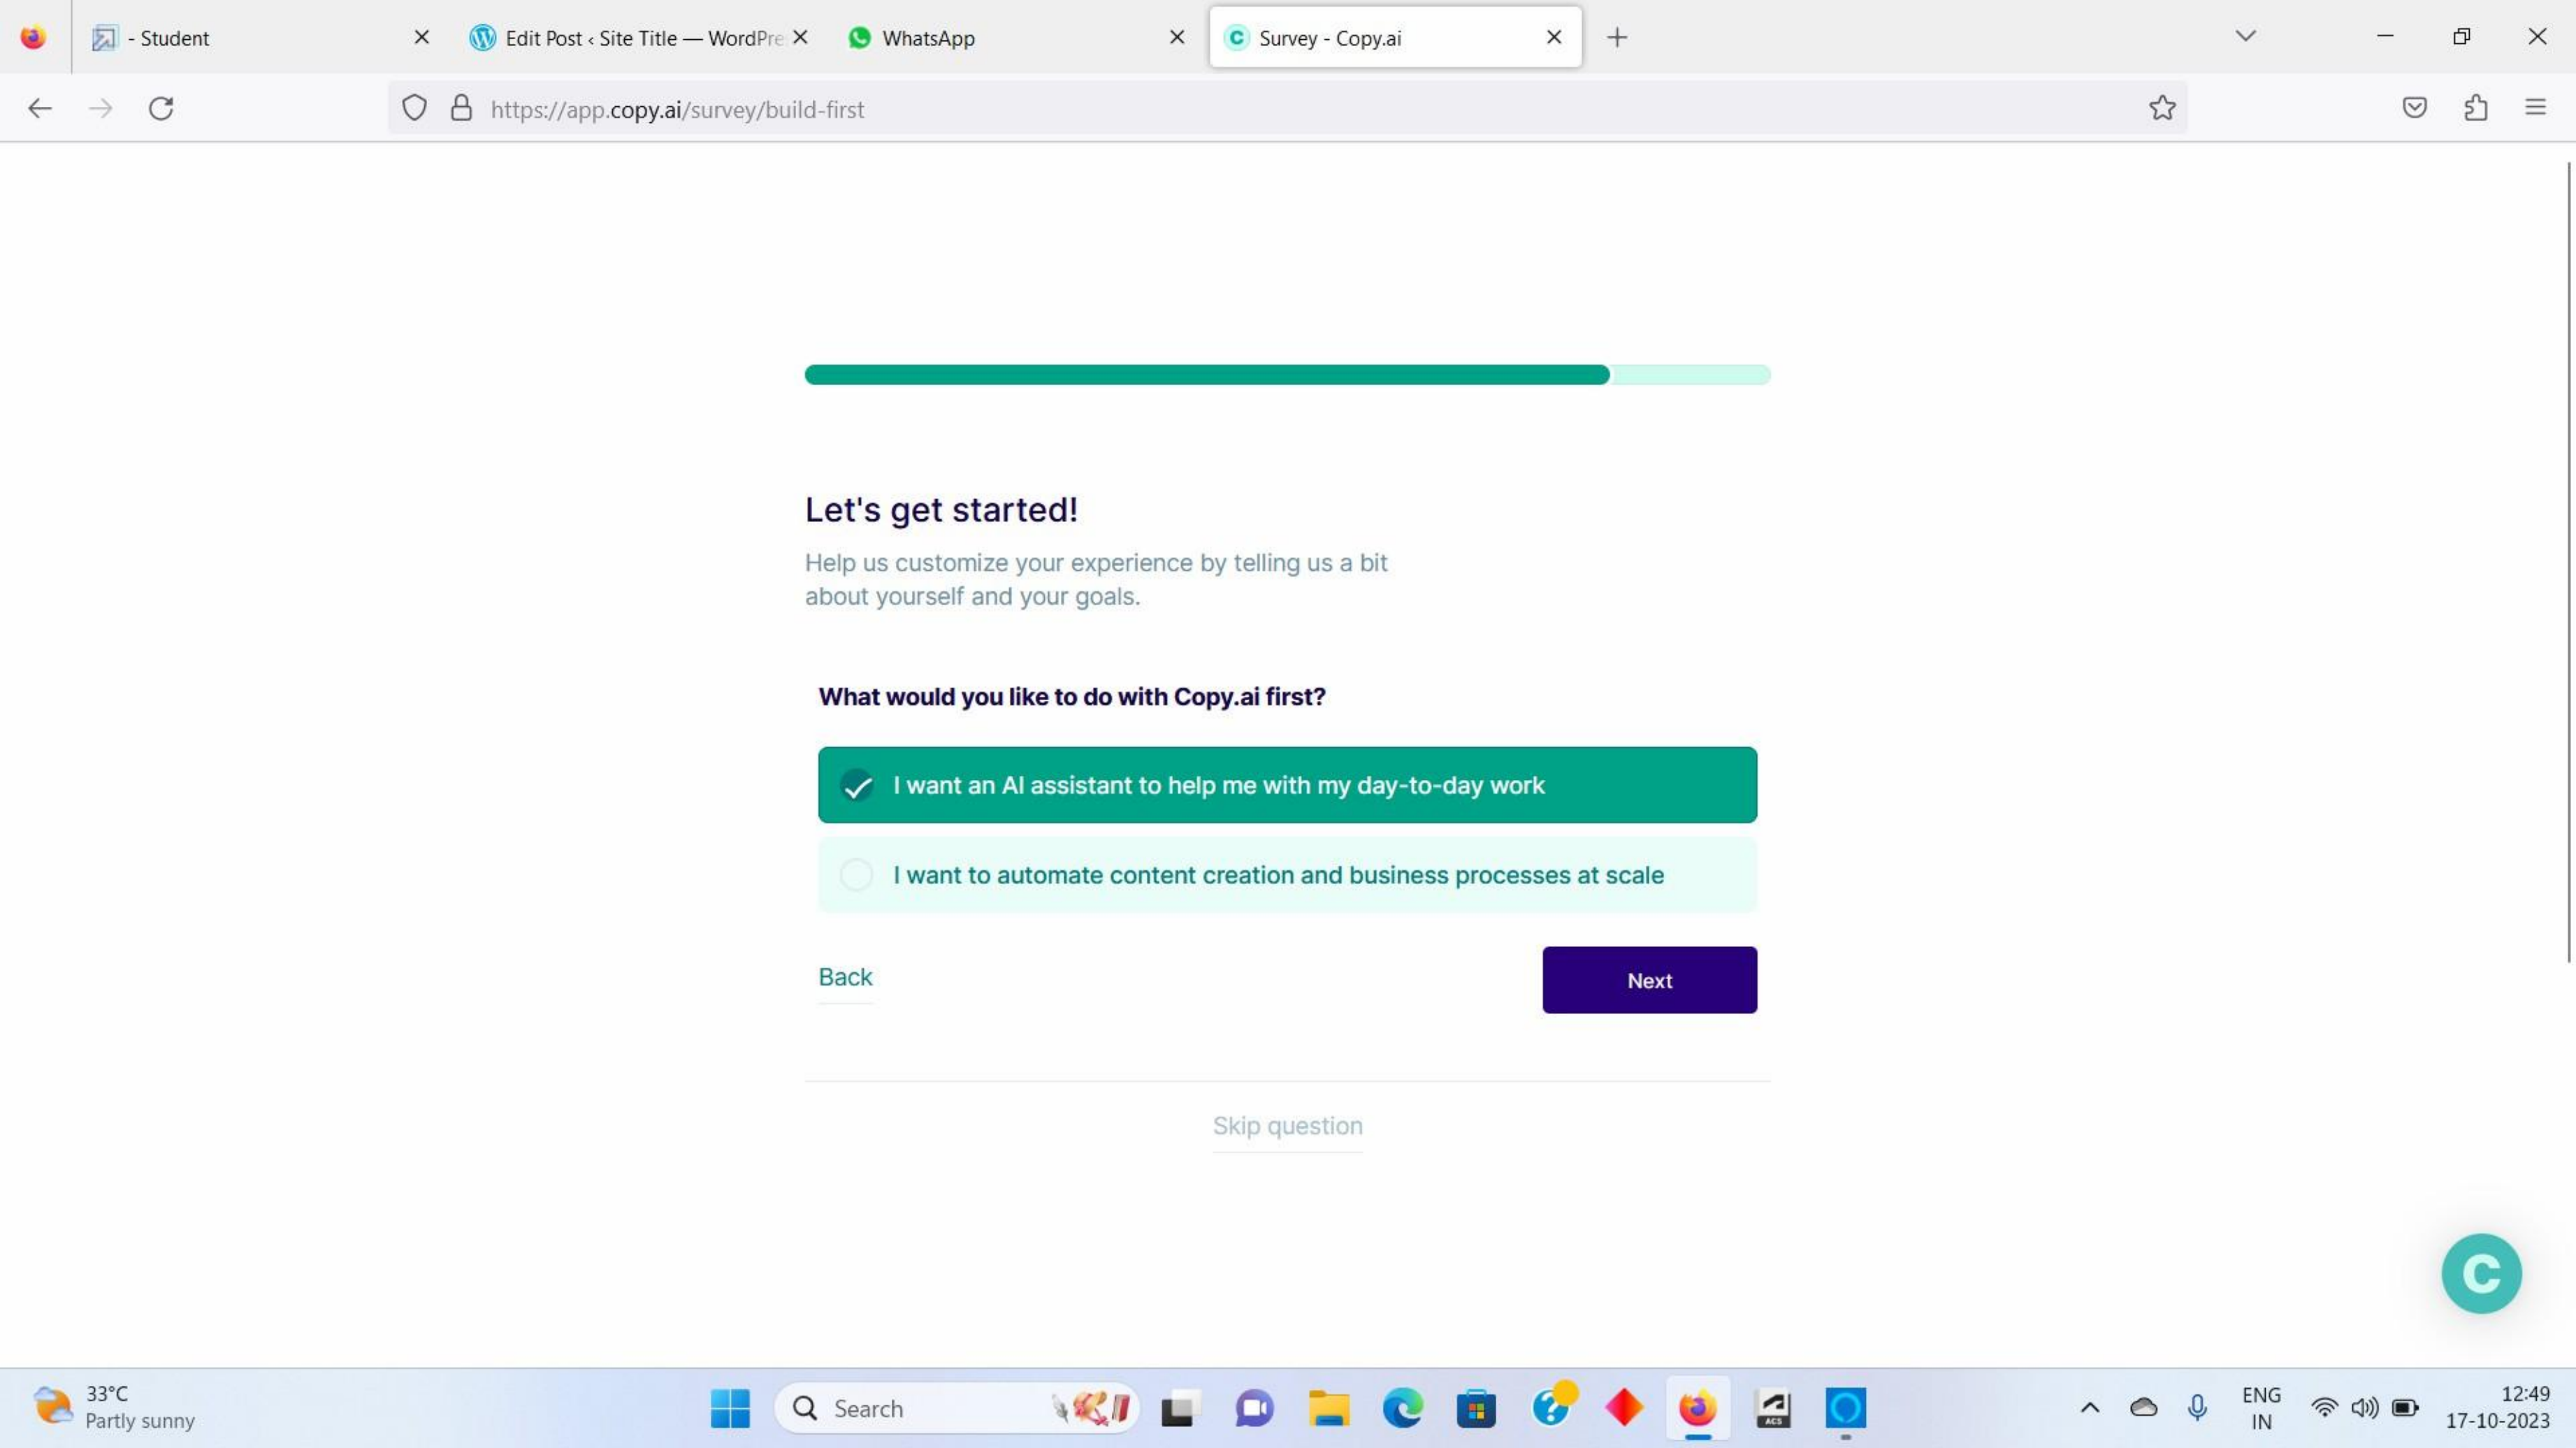 - Student
Edit Post ‹ Site Title — WordPre
WhatsApp
C Survey - Copy.ai
https://app.copy.ai/survey/build-first
Let's get started!
Help us customize your experience by telling us a bit
about yourself and your goals.
What would you like to do with Copy.ai first?
I want an AI assistant to help me with my day-to-day work
I want to automate content creation and business processes at scale
Back
Next
Skip question
C
33°C
Partly sunny
Search
ACS
ENG
IN
12:49
17-10-2023